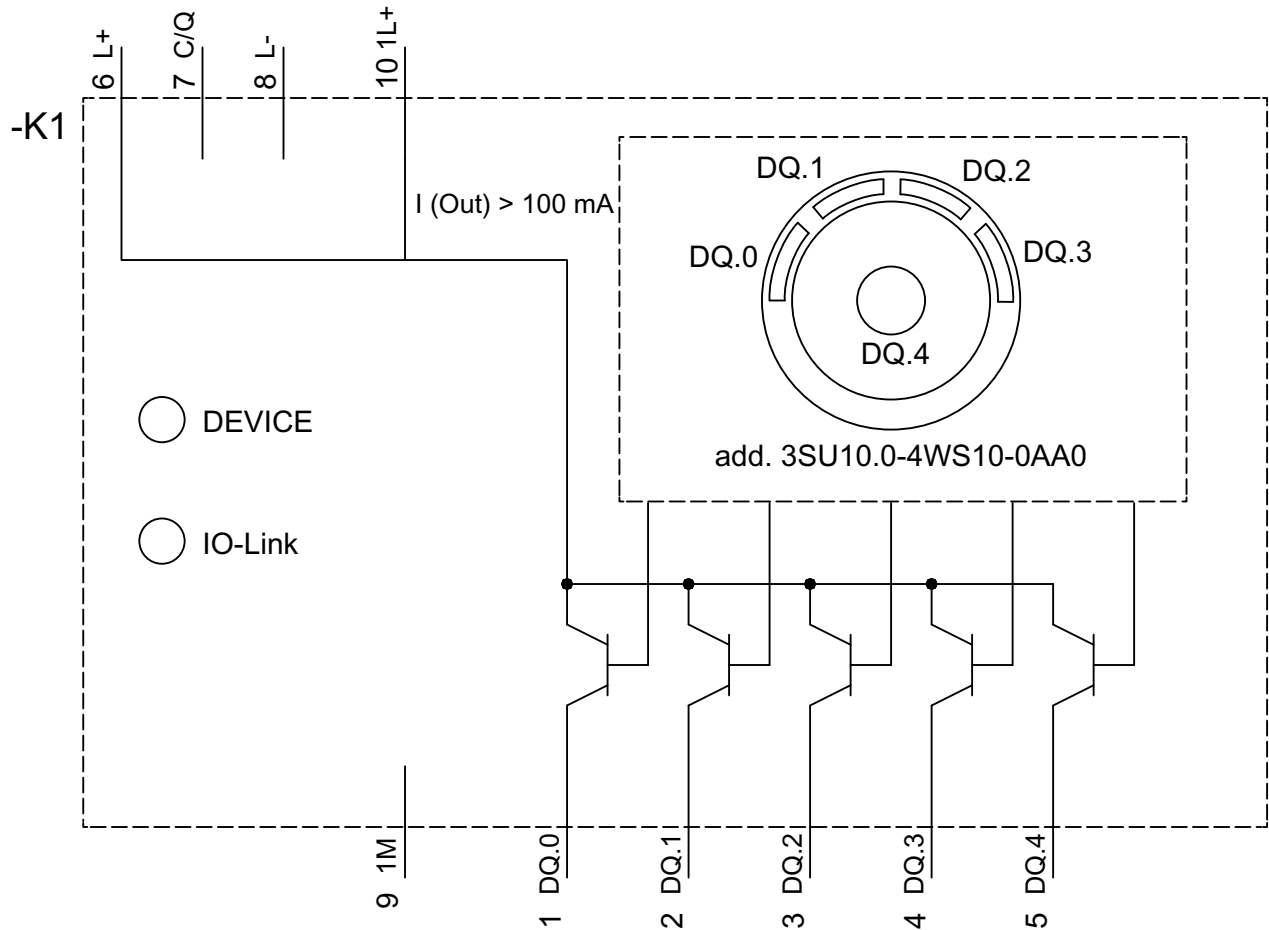 6 L+
7 C/Q
8 L-
10 1L+
-K1
I (Out) > 100 mA
DQ.1
DQ.2
DQ.0
DQ.3
DQ.4
add. 3SU10.0-4WS10-0AA0
DEVICE
IO-Link
9 1M
1 DQ.0
2 DQ.1
3 DQ.2
4 DQ.3
5 DQ.4